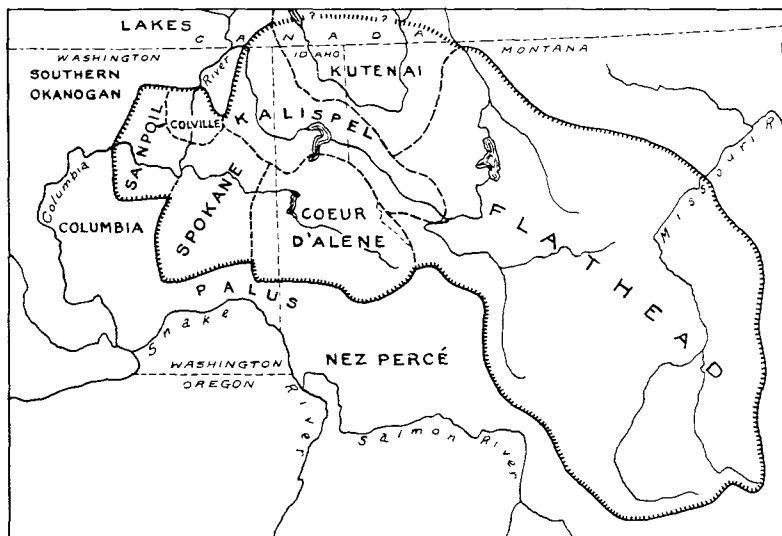 LAKES
CANADA
? ?
WASHINGTON
IDAHO
MONTANA
SOUTHERN
OKANOGAN
River
KUTENAI
SANPOIL
COLVILLE
KALISPEL
Columbia
COLUMBIA
SPOKANE
COEUR
D'ALENE
FLATHEAD
Missouri R
PALUS
Snake
River
WASHINGTON
OREGON
NEZ PERCÉ
Salmon River